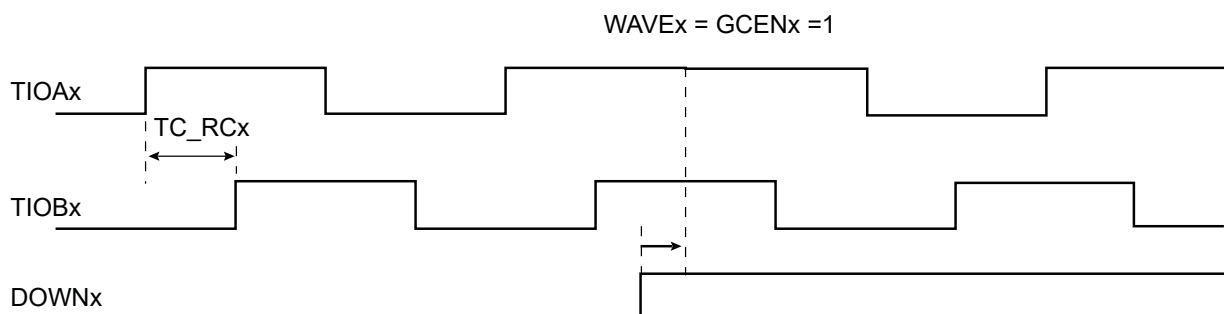 WAVEx = GCENx =1
TIOAx
TC_RCx
TIOBx
DOWNx